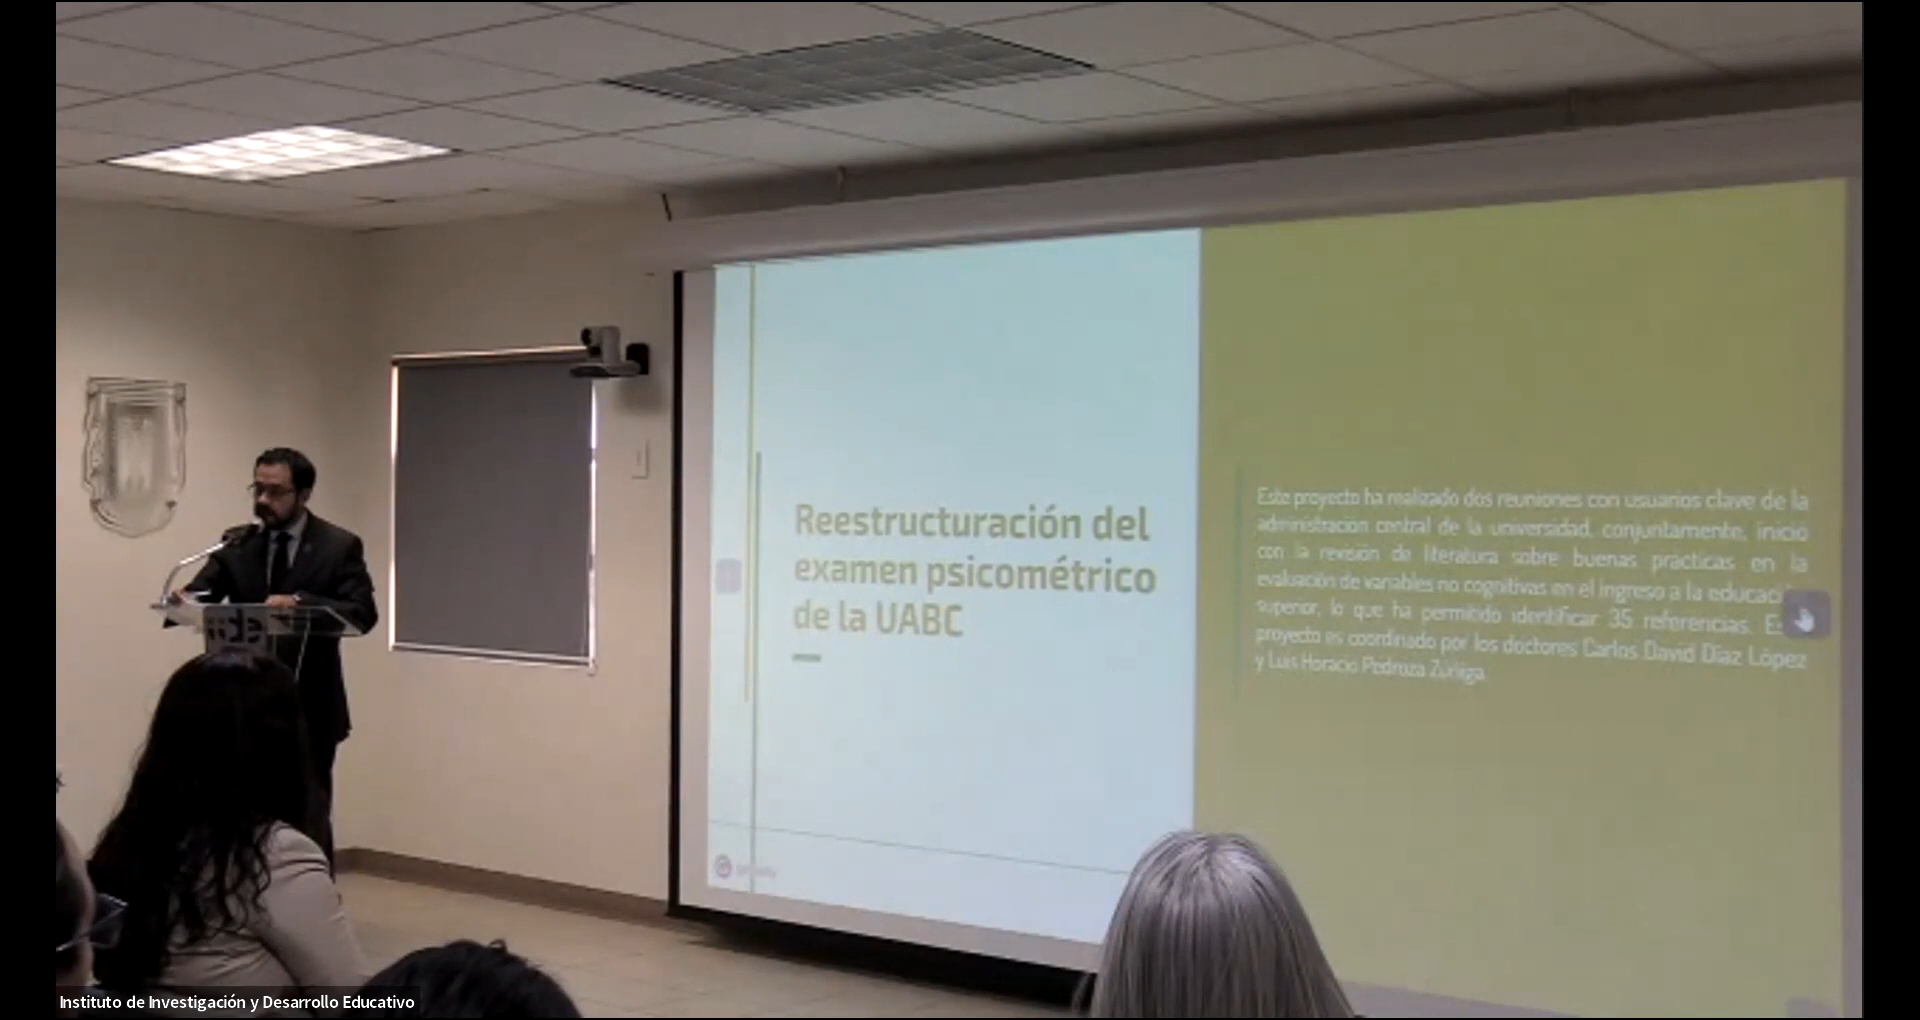 Reestructuración del
examen psicométrico
de la UABC
Este proyecto ha realizado dos reuniones con usuarios clave de la
administración central de la universidad, conjuntamente, inició
con la revisión de literatura sobre buenas prácticas en la
evaluación de variables no cognitivas en el ingreso a la educaci
superior, lo que ha permitido identificar 35 referencias. Es
proyecto es coordinado por los doctores Carlos David Díaz López
y Luis Horacio Pedroza Zúñiga
Instituto de Investigación y Desarrollo Educativo